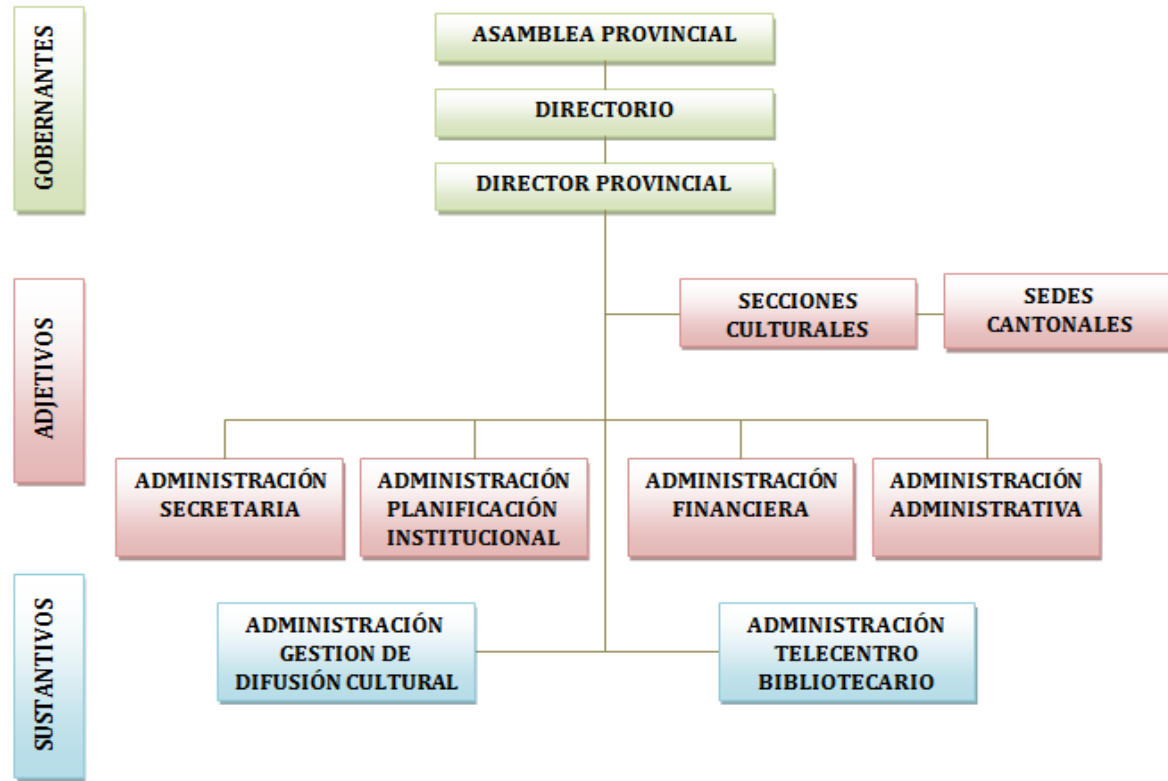 GOBERNANTES
ASAMBLEA PROVINCIAL
DIRECTORIO
DIRECTOR PROVINCIAL
ADJETIVOS
SECCIONES
CULTURALES
SEDES
CANTONALES
ADMINISTRACIÓN
SECRETARIA
ADMINISTRACIÓN
PLANIFICACIÓN
INSTITUCIONAL
ADMINISTRACIÓN
FINANCIERA
ADMINISTRACIÓN
ADMINISTRATIVA
SUSTANTIVOS
ADMINISTRACIÓN
GESTION DE
DIFUSIÓN CULTURAL
ADMINISTRACIÓN
TELECENTRO
BIBLIOTECARIO